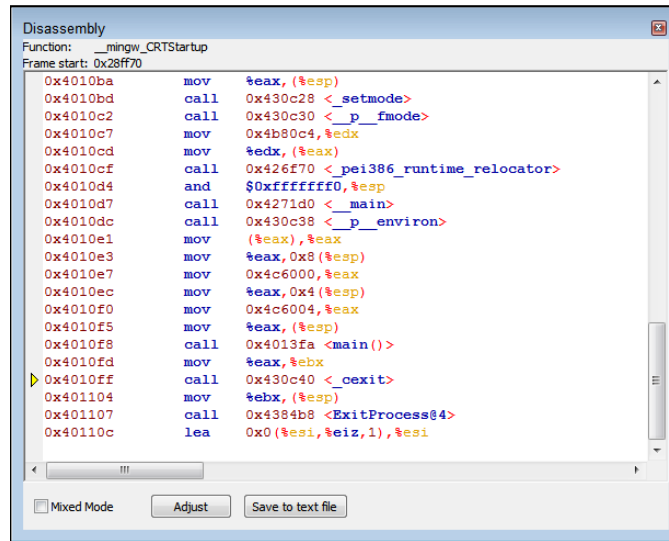 Disassembly
Function: __mingw_CRTStartup
Frame start: 0x28ff70
0x4010ba mov %eax,(%esp)
0x4010bd call 0x430c28 <_setmode>
0x4010c2 call 0x430c30 <__p__fmode>
0x4010c7 mov 0x4b80c4,%edx
0x4010cd mov %edx,(%eax)
0x4010cf call 0x426f70 <_pei386_runtime_relocator>
0x4010d4 and $0xfffffff0,%esp
0x4010d7 call 0x4271d0 <__main>
0x4010dc call 0x430c38 <__p__environ>
0x4010e1 mov (%eax),%eax
0x4010e3 mov %eax,0x8(%esp)
0x4010e7 mov 0x4c6000,%eax
0x4010ec mov %eax,0x4(%esp)
0x4010f0 mov 0x4c6004,%eax
0x4010f5 mov %eax,(%esp)
0x4010f8 call 0x4013fa <main()>
0x4010fd mov %eax,%ebx
0x4010ff call 0x430c40 <_cexit>
0x401104 mov %ebx,(%esp)
0x401107 call 0x4384b8 <ExitProcess@4>
0x40110c lea 0x0(%esi,%eiz,1),%esi
Mixed Mode Adjust Save to text file